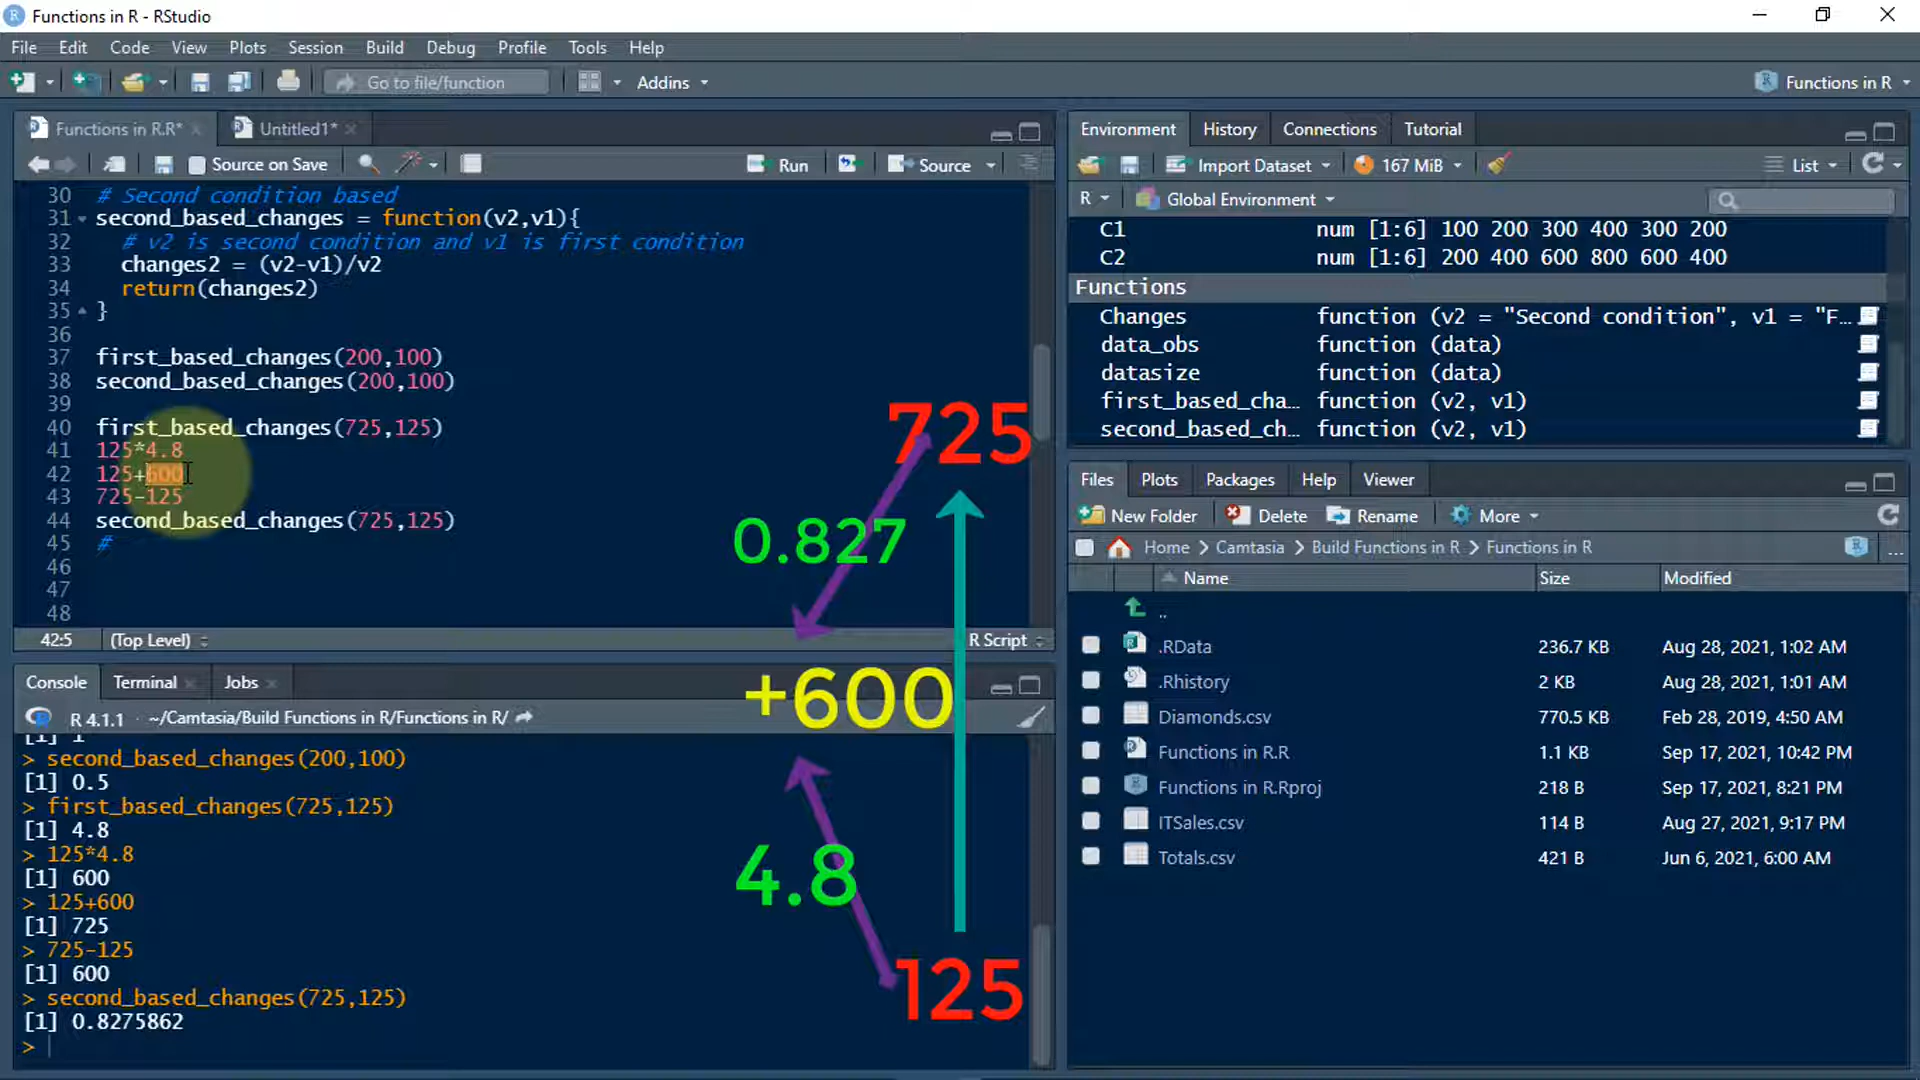 Functions in R - RStudio
File Edit Code View Plots Session Build Debug Profile Tools Help
Go to file/function Addins Functions in R
Functions in R.R* Untitled1*
Source on Save Run Source
30 # Second condition based
31 second_based_changes = function(v2,v1){
32 # v2 is second condition and v1 is first condition
33 changes2 = (v2-v1)/v2
34 return(changes2)
35 }
36
37 first_based_changes(200,100)
38 second_based_changes(200,100)
39
40 first_based_changes(725,125)
41 125*4.8
42 125+600
43 725-125
44 second_based_changes(725,125)
45 #
46
47
48
42:5 (Top Level) R Script
725
0.827
+600
4.8
125
Console Terminal Jobs
R 4.1.1 · ~/Camtasia/Build Functions in R/Functions in R/
[1] 1
> second_based_changes(200,100)
[1] 0.5
> first_based_changes(725,125)
[1] 4.8
> 125*4.8
[1] 600
> 125+600
[1] 725
> 725-125
[1] 600
> second_based_changes(725,125)
[1] 0.8275862
>
Environment History Connections Tutorial
Import Dataset 167 MiB List
R Global Environment
C1 num [1:6] 100 200 300 400 300 200
C2 num [1:6] 200 400 600 800 600 400
Functions
Changes function (v2 = "Second condition", v1 = "F…
data_obs function (data)
datasize function (data)
first_based_cha… function (v2, v1)
second_based_ch… function (v2, v1)
Files Plots Packages Help Viewer
New Folder Delete Rename More
Home > Camtasia > Build Functions in R > Functions in R ...
Name Size Modified
..
.RData 236.7 KB Aug 28, 2021, 1:02 AM
.Rhistory 2 KB Aug 28, 2021, 1:01 AM
Diamonds.csv 770.5 KB Feb 28, 2019, 4:50 AM
Functions in R.R 1.1 KB Sep 17, 2021, 10:42 PM
Functions in R.Rproj 218 B Sep 17, 2021, 8:21 PM
ITSales.csv 114 B Aug 27, 2021, 9:17 PM
Totals.csv 421 B Jun 6, 2021, 6:00 AM